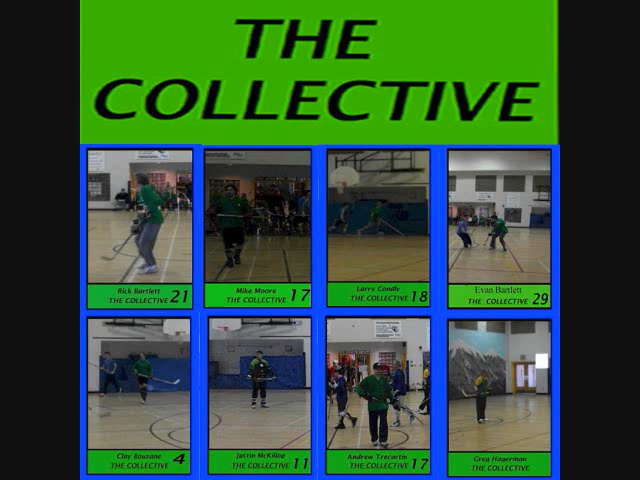 THE
COLLECTIVE
Rick Bartlett
THE COLLECTIVE 21
Mike Moore
THE COLLECTIVE 17
Larry Condly
THE COLLECTIVE 18
Evan Bartlett
THE COLLECTIVE 29
Clay Bouzane
THE COLLECTIVE 4
Justin McKillop
THE COLLECTIVE 11
Andrew Trecartin
THE COLLECTIVE 17
Greg Hagerman
THE COLLECTIVE